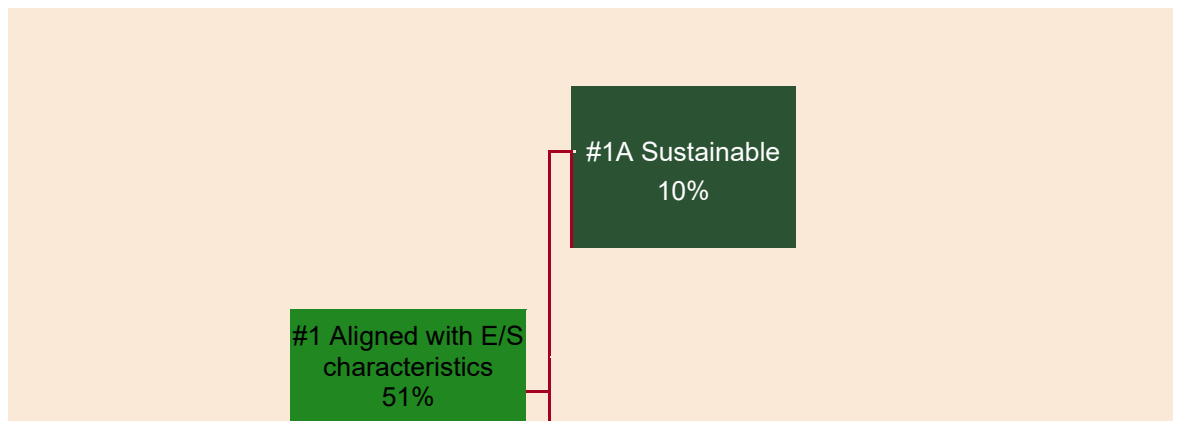 #1A Sustainable
10%
#1 Aligned with E/S
characteristics
51%